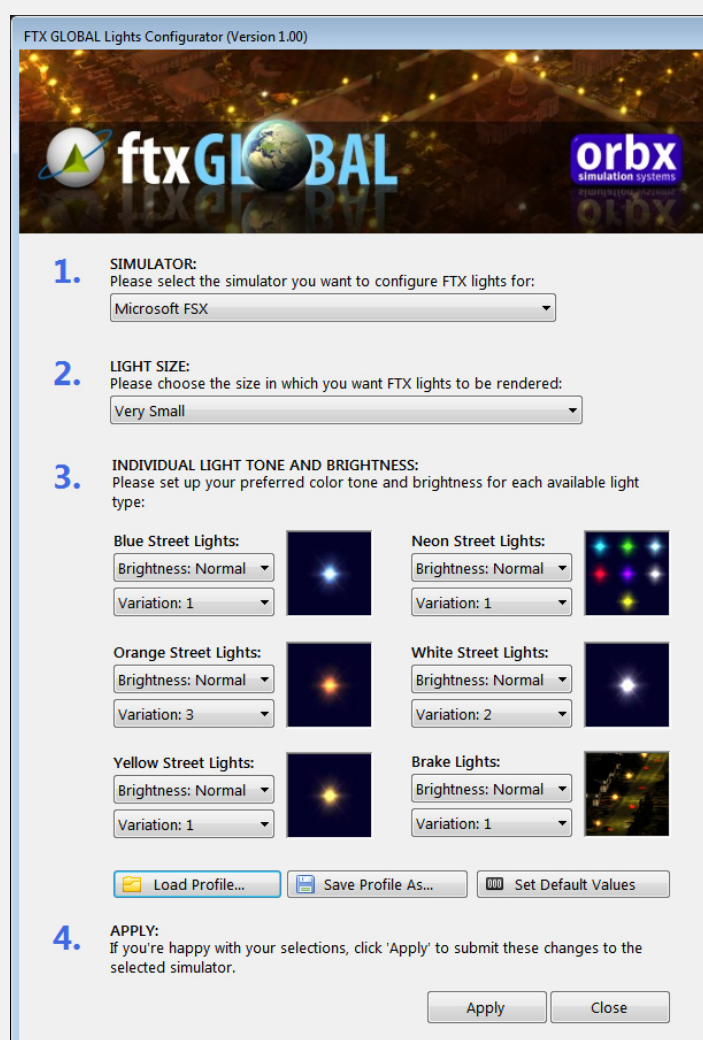 FTX GLOBAL Lights Configurator (Version 1.00)
ftxGLOBAL
orbx
simulation systems
1.
SIMULATOR:
Please select the simulator you want to configure FTX lights for:
Microsoft FSX
2.
LIGHT SIZE:
Please choose the size in which you want FTX lights to be rendered:
Very Small
3.
INDIVIDUAL LIGHT TONE AND BRIGHTNESS:
Please set up your preferred color tone and brightness for each available light
type:
Blue Street Lights:
Brightness: Normal
Variation: 1
Neon Street Lights:
Brightness: Normal
Variation: 1
Orange Street Lights:
Brightness: Normal
Variation: 3
White Street Lights:
Brightness: Normal
Variation: 2
Yellow Street Lights:
Brightness: Normal
Variation: 1
Brake Lights:
Brightness: Normal
Variation: 1
Load Profile...
Save Profile As...
Set Default Values
4.
APPLY:
If you're happy with your selections, click 'Apply' to submit these changes to the
selected simulator.
Apply
Close